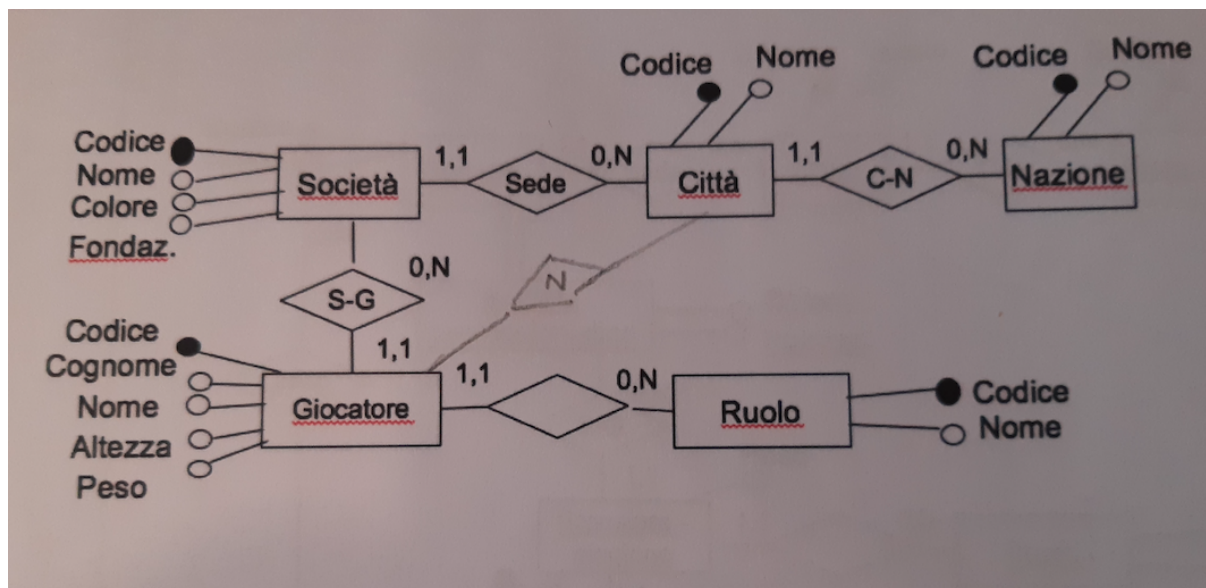 Codice Nome
Codice Nome
Codice
Nome
Colore
Fondaz.
Società
1,1
Sede
0,N
Città
1,1
C-N
0,N
Nazione
S-G
0,N
N
1,1
Codice
Cognome
Nome
Altezza
Peso
Giocatore
1,1
0,N
Ruolo
Codice
Nome